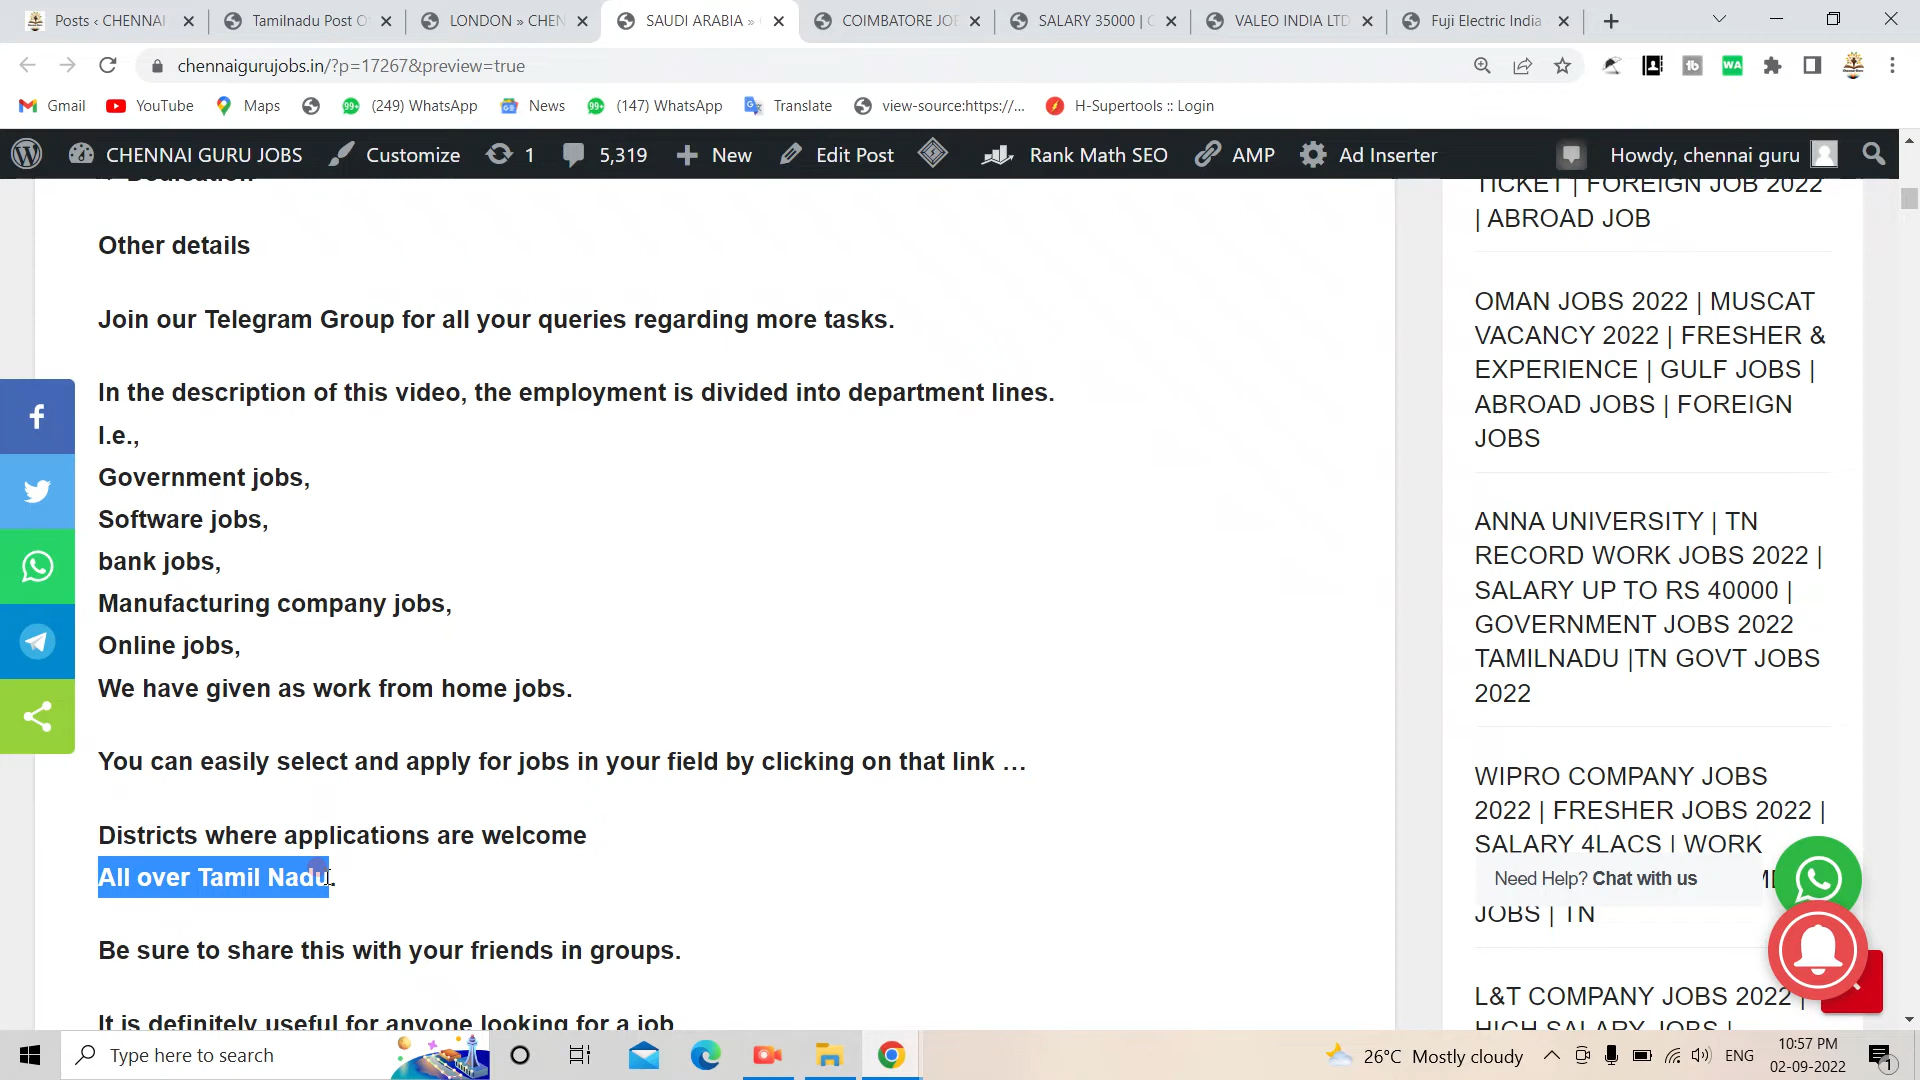 Posts ‹ CHENNAI
Tamilnadu Post O
LONDON » CHEN
SAUDI ARABIA »
COIMBATORE JOB
SALARY 35000 | C
VALEO INDIA LTD
Fuji Electric India
chennaigurujobs.in/?p=17267&preview=true
Gmail
YouTube
Maps
(249) WhatsApp
News
(147) WhatsApp
Translate
view-source:https://...
H-Supertools :: Login
CHENNAI GURU JOBS
Customize
1
5,319
New
Edit Post
Rank Math SEO
AMP
Ad Inserter
Howdy, chennai guru
Dedication
Other details
Join our Telegram Group for all your queries regarding more tasks.
In the description of this video, the employment is divided into department lines.
I.e.,
Government jobs,
Software jobs,
bank jobs,
Manufacturing company jobs,
Online jobs,
We have given as work from home jobs.
You can easily select and apply for jobs in your field by clicking on that link …
Districts where applications are welcome
All over Tamil Nadu.
Be sure to share this with your friends in groups.
It is definitely useful for anyone looking for a job
TICKET | FOREIGN JOB 2022
| ABROAD JOB
OMAN JOBS 2022 | MUSCAT
VACANCY 2022 | FRESHER &
EXPERIENCE | GULF JOBS |
ABROAD JOBS | FOREIGN
JOBS
ANNA UNIVERSITY | TN
RECORD WORK JOBS 2022 |
SALARY UP TO RS 40000 |
GOVERNMENT JOBS 2022
TAMILNADU |TN GOVT JOBS
2022
WIPRO COMPANY JOBS
2022 | FRESHER JOBS 2022 |
SALARY 4LACS | WORK
Need Help? Chat with us
JOBS | TN
L&T COMPANY JOBS 2022 |
HIGH SALARY JOBS |
Type here to search
26°C Mostly cloudy
ENG
10:57 PM
02-09-2022
1